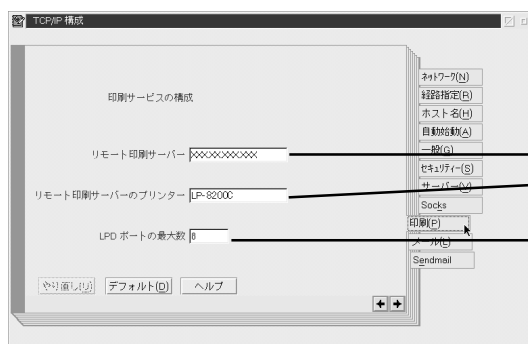 TCP/IP 構成
印刷サービスの構成
リモート印刷サーバー XXXXXXXXXXX
リモート印刷サーバーのプリンター LP-8200C
LPD ポートの最大数 8
やり直し(U) デフォルト(D) ヘルプ
ネットワーク(N)
経路指定(R)
ホスト名(H)
自動始動(A)
一般(G)
セキュリティー(S)
サーバー(V)
Socks
印刷(P)
メール(L)
Sendmail